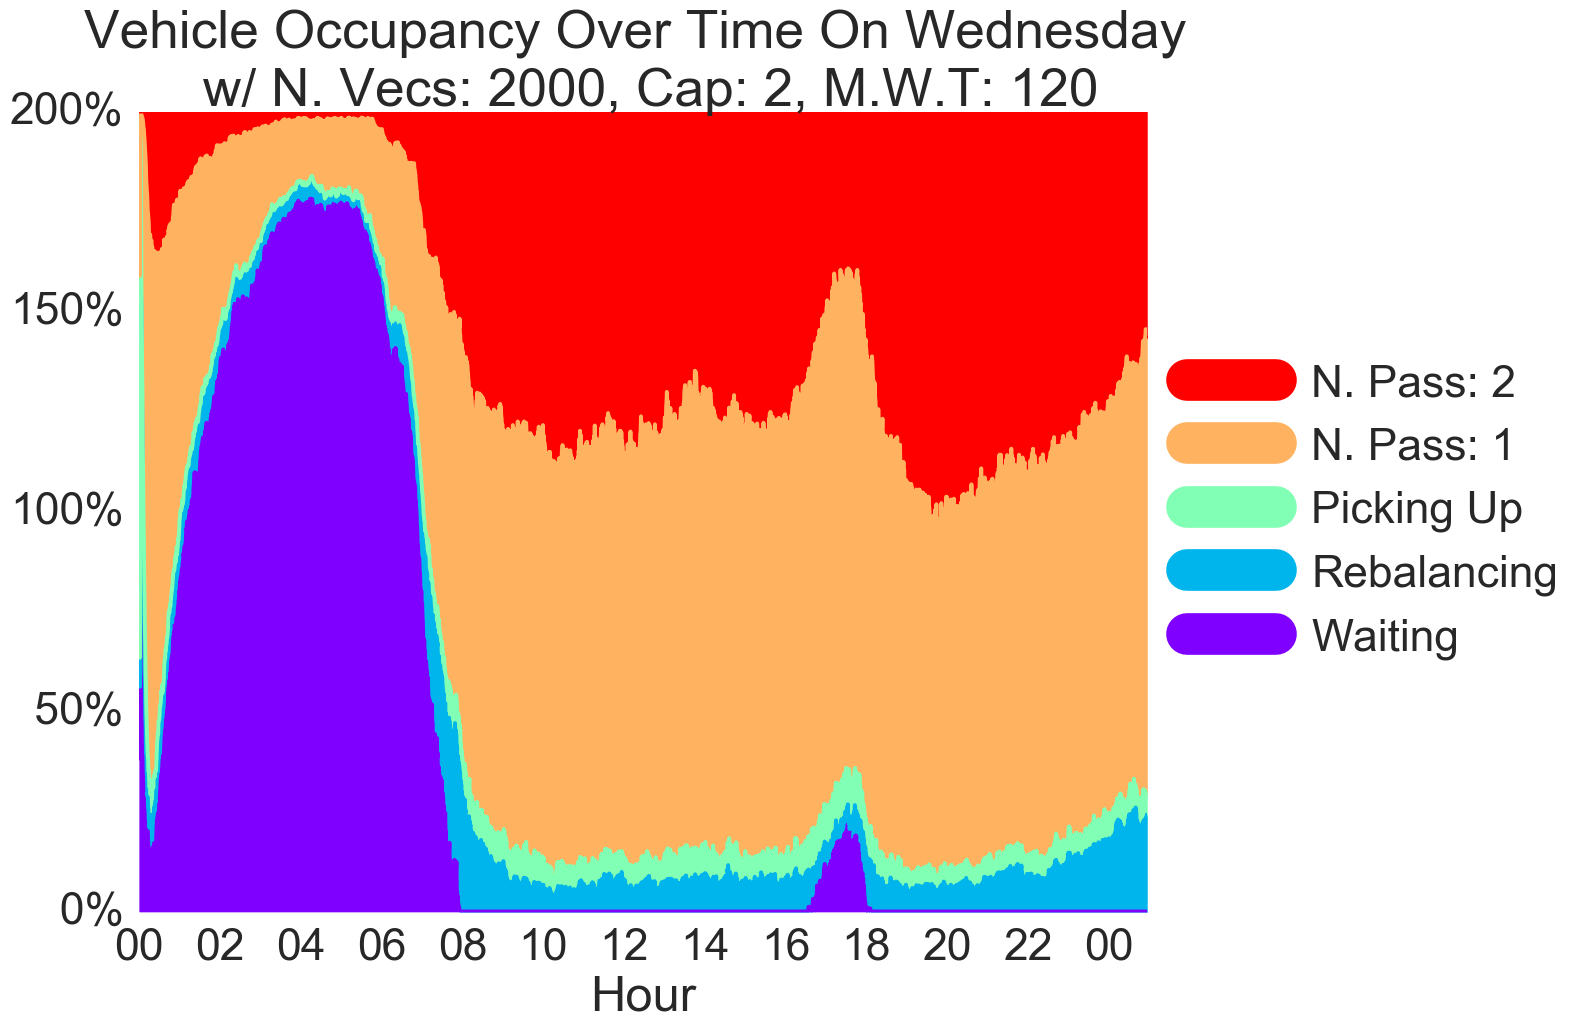 Vehicle Occupancy Over Time On Wednesday
w/ N. Vecs: 2000, Cap: 2, M.W.T: 120
200%
150%
100%
50%
0%
00 02 04 06 08 10 12 14 16 18 20 22 00
Hour
N. Pass: 2
N. Pass: 1
Picking Up
Rebalancing
Waiting